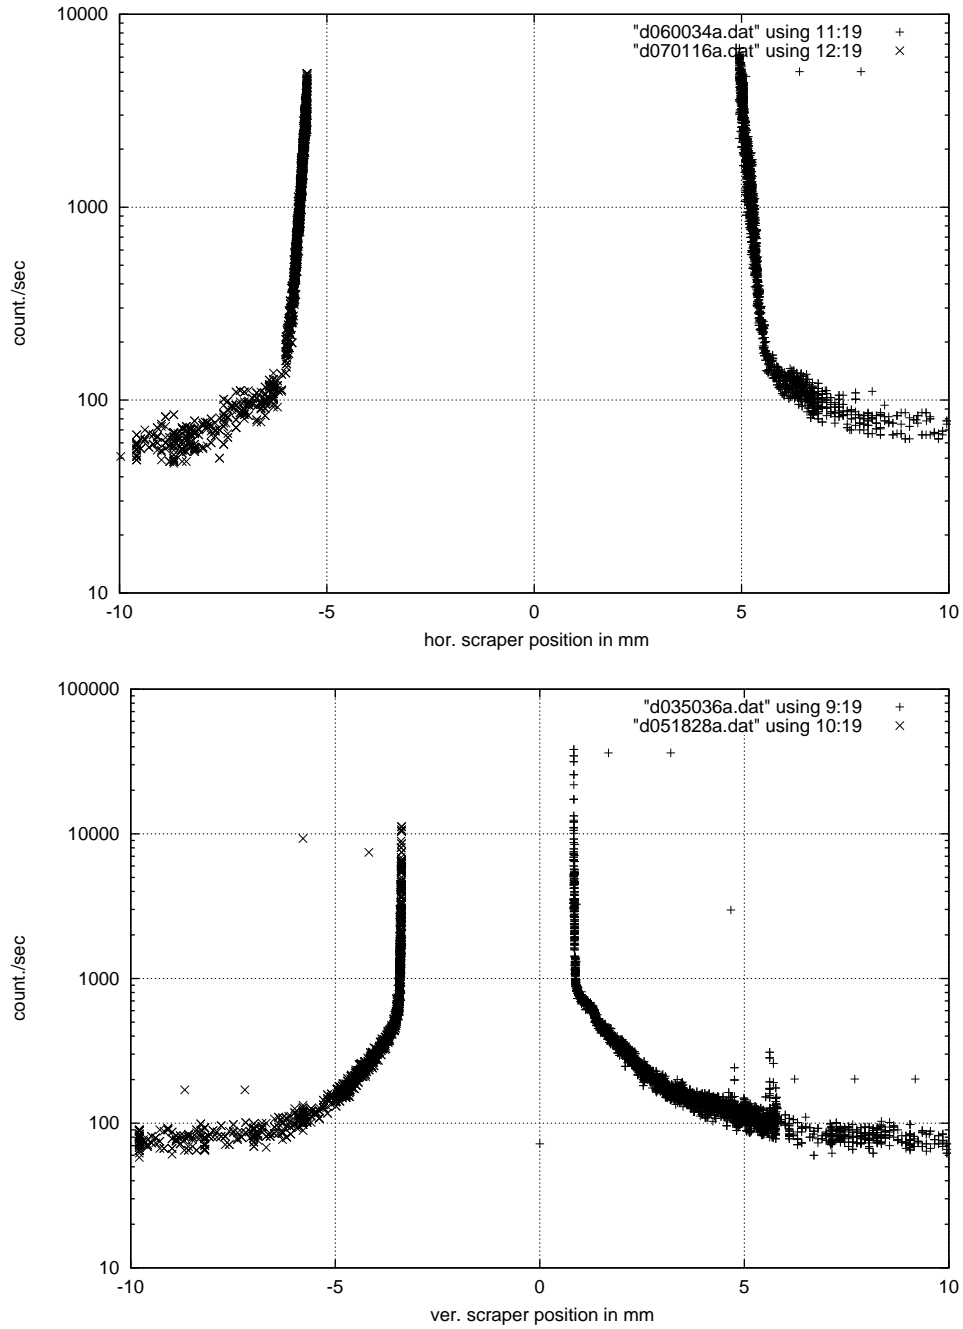 10000
"d060034a.dat" using 11:19 +
"d070116a.dat" using 12:19 ×
1000
count./sec
100
10
-10 -5 0 5 10
hor. scraper position in mm
100000
"d035036a.dat" using 9:19 +
"d051828a.dat" using 10:19 ×
10000
1000
count./sec
100
10
-10 -5 0 5 10
ver. scraper position in mm